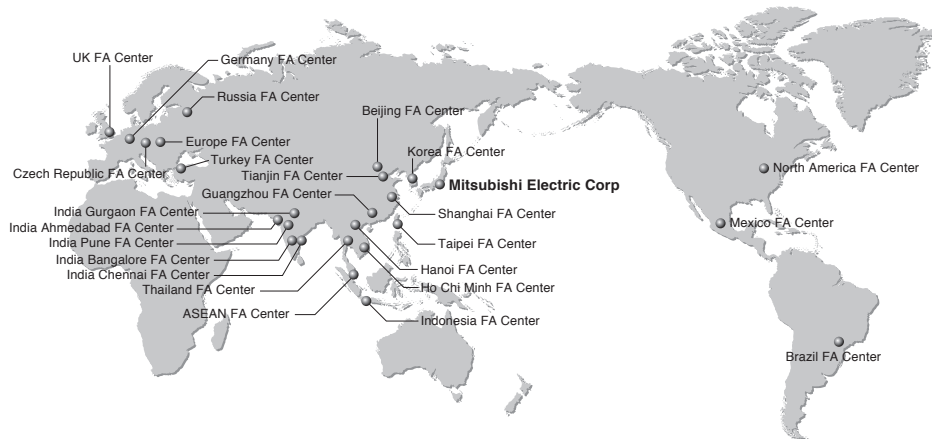 UK FA Center
Germany FA Center
Russia FA Center
Beijing FA Center
Europe FA Center
Korea FA Center
Turkey FA Center
Czech Republic FA Center
Tianjin FA Center
North America FA Center
Mitsubishi Electric Corp
Guangzhou FA Center
India Gurgaon FA Center
Shanghai FA Center
Mexico FA Center
India Ahmedabad FA Center
India Pune FA Center
Taipei FA Center
India Bangalore FA Center
Hanoi FA Center
India Chennai FA Center
Ho Chi Minh FA Center
Thailand FA Center
ASEAN FA Center
Indonesia FA Center
Brazil FA Center